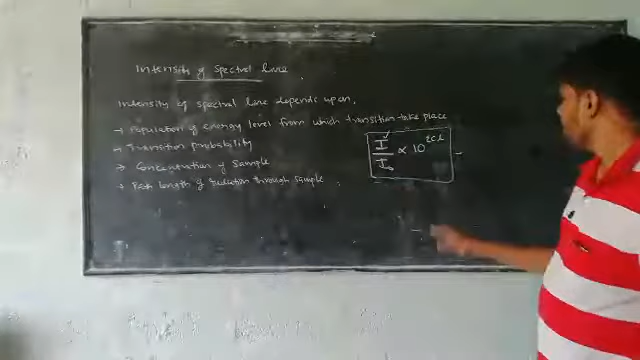 Intensity of spectral line
Intensity of spectral line depends upon,
→ Population of energy level from which transition take place
→ Transition probability
→ Concentration of sample
→ Path length of radiation through sample
I / I₀ ∝ 10^εcl